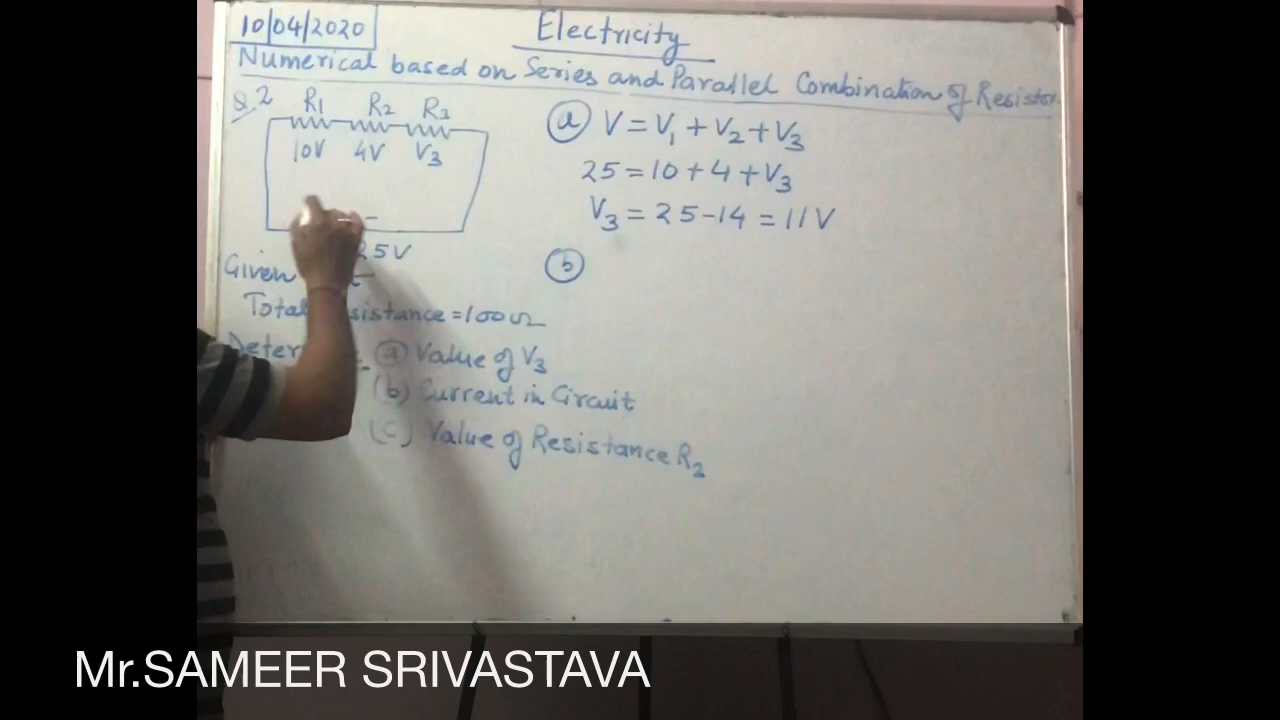 10/04/2020
Electricity
Numerical based on Series and Parallel Combination of Resistor
Q.2
R1 R2 R3
10V 4V V3
25V
Given
Total Resistance = 100Ω
(a) Value of V3
(b) Current in Circuit
(c) Value of Resistance R2
(a) V = V1 + V2 + V3
25 = 10 + 4 + V3
V3 = 25 - 14 = 11V
(b)
Mr.SAMEER SRIVASTAVA